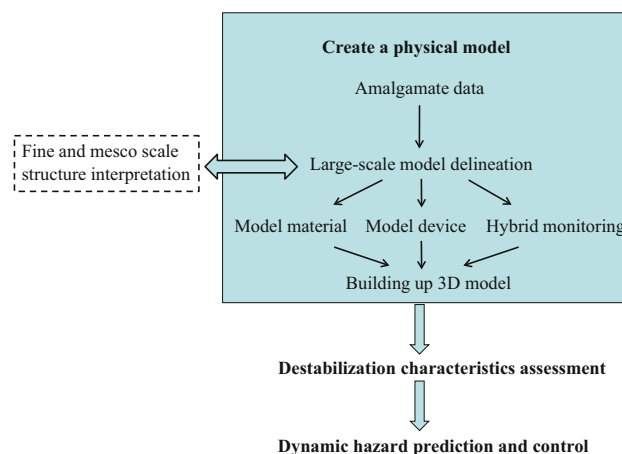 Create a physical model
Amalgamate data
Fine and mesco scale
structure interpretation
Large-scale model delineation
Model material
Model device
Hybrid monitoring
Building up 3D model
Destabilization characteristics assessment
Dynamic hazard prediction and control